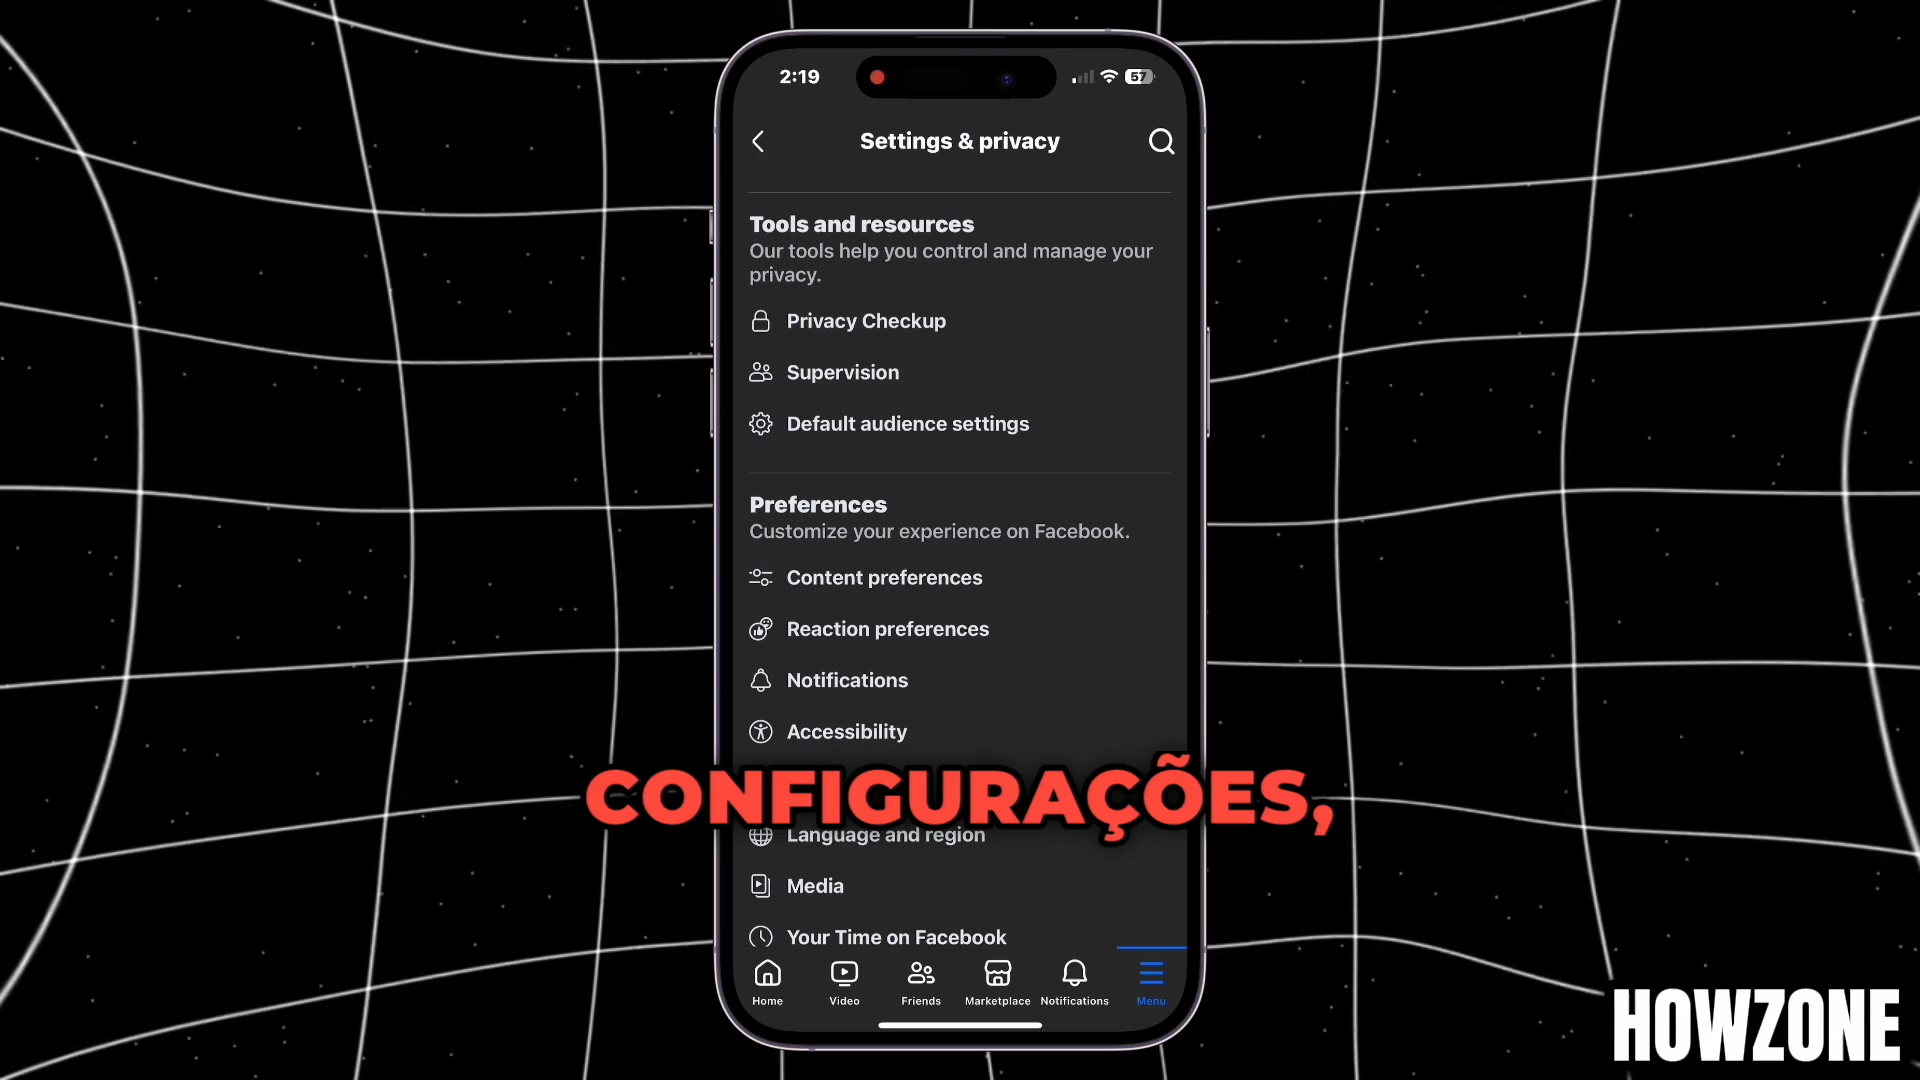 2:19
57
Settings & privacy
Tools and resources
Our tools help you control and manage your
privacy.
Privacy Checkup
Supervision
Default audience settings
Preferences
Customize your experience on Facebook.
Content preferences
Reaction preferences
Notifications
Accessibility
CONFIGURAÇÕES,
Language and region
Media
Your Time on Facebook
Home
Video
Friends
Marketplace
Notifications
Menu
HOWZONE